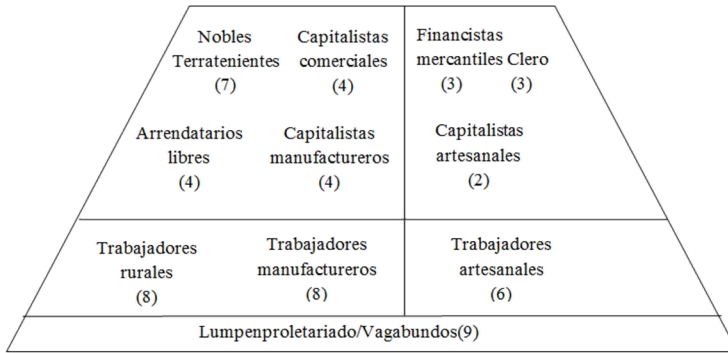 Nobles
Terratenientes
(7)
Capitalistas
comerciales
(4)
Financistas
mercantiles Clero
(3) (3)
Arrendatarios
libres
(4)
Capitalistas
manufactureros
(4)
Capitalistas
artesanales
(2)
Trabajadores
rurales
(8)
Trabajadores
manufactureros
(8)
Trabajadores
artesanales
(6)
Lumpenproletariado/Vagabundos(9)